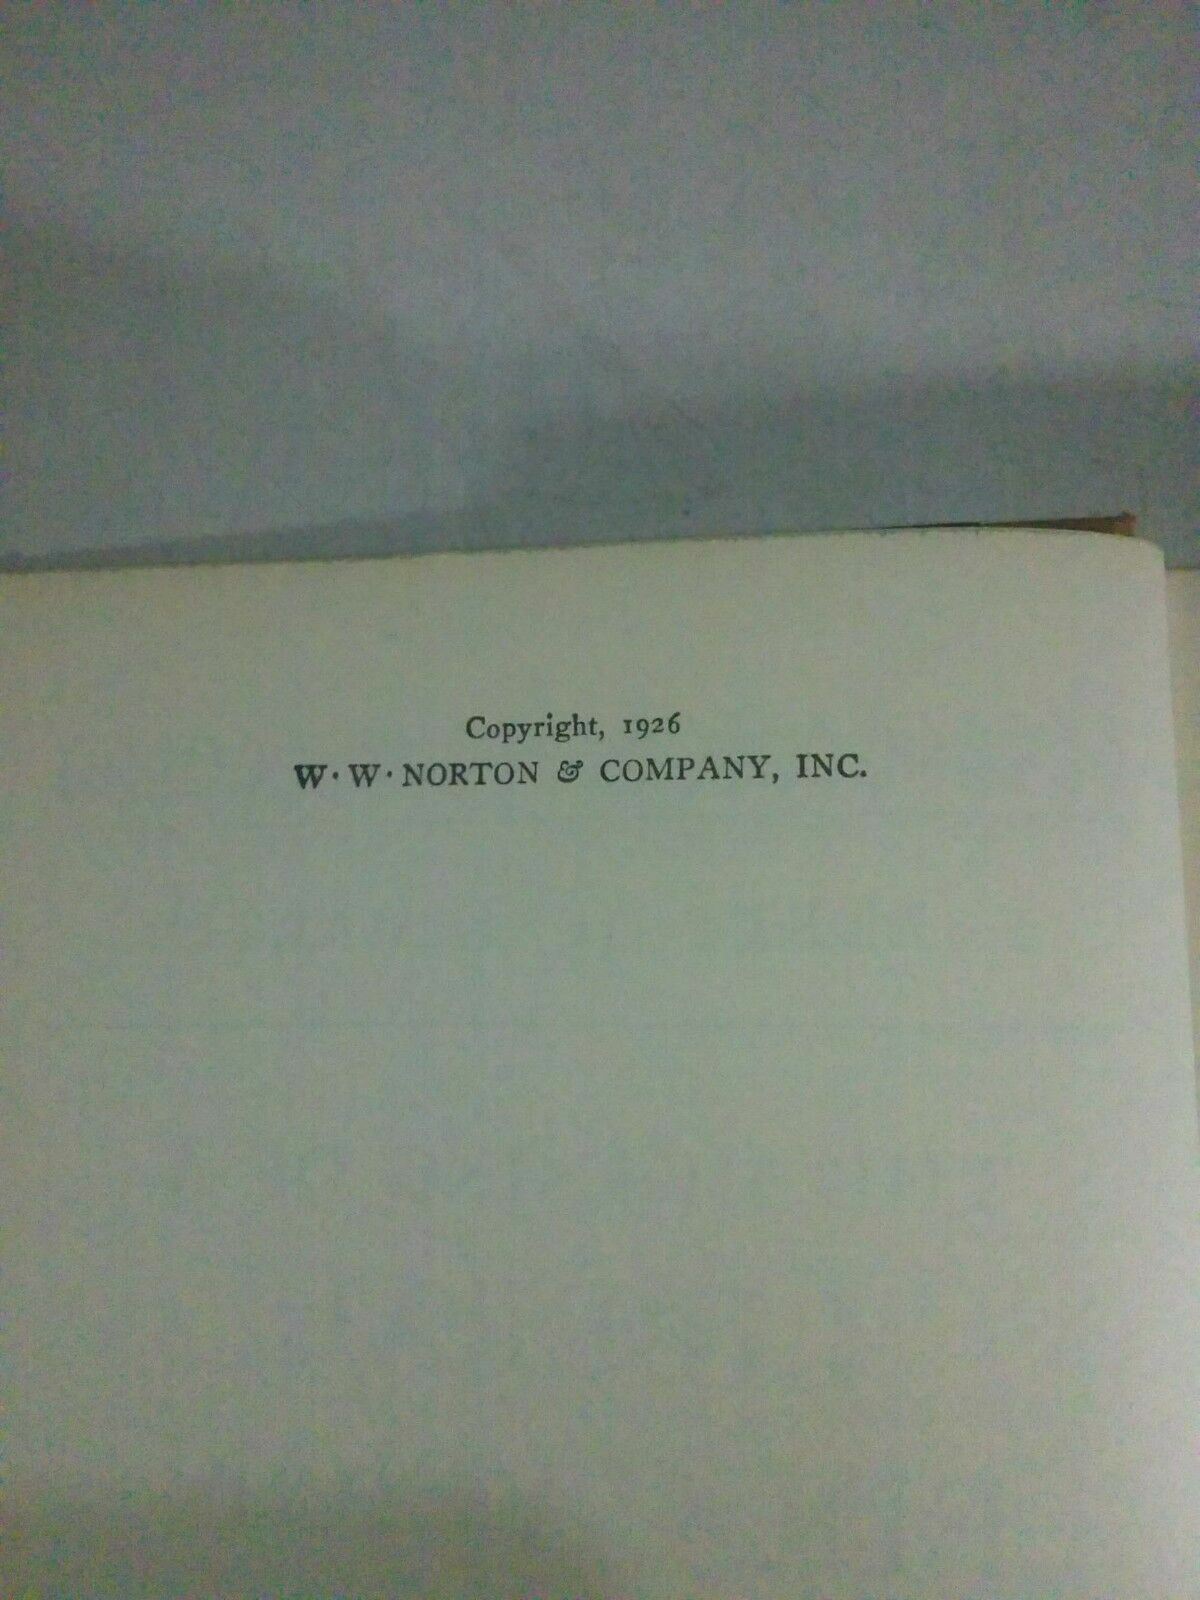 Copyright, 1926
W·W·NORTON & COMPANY, INC.